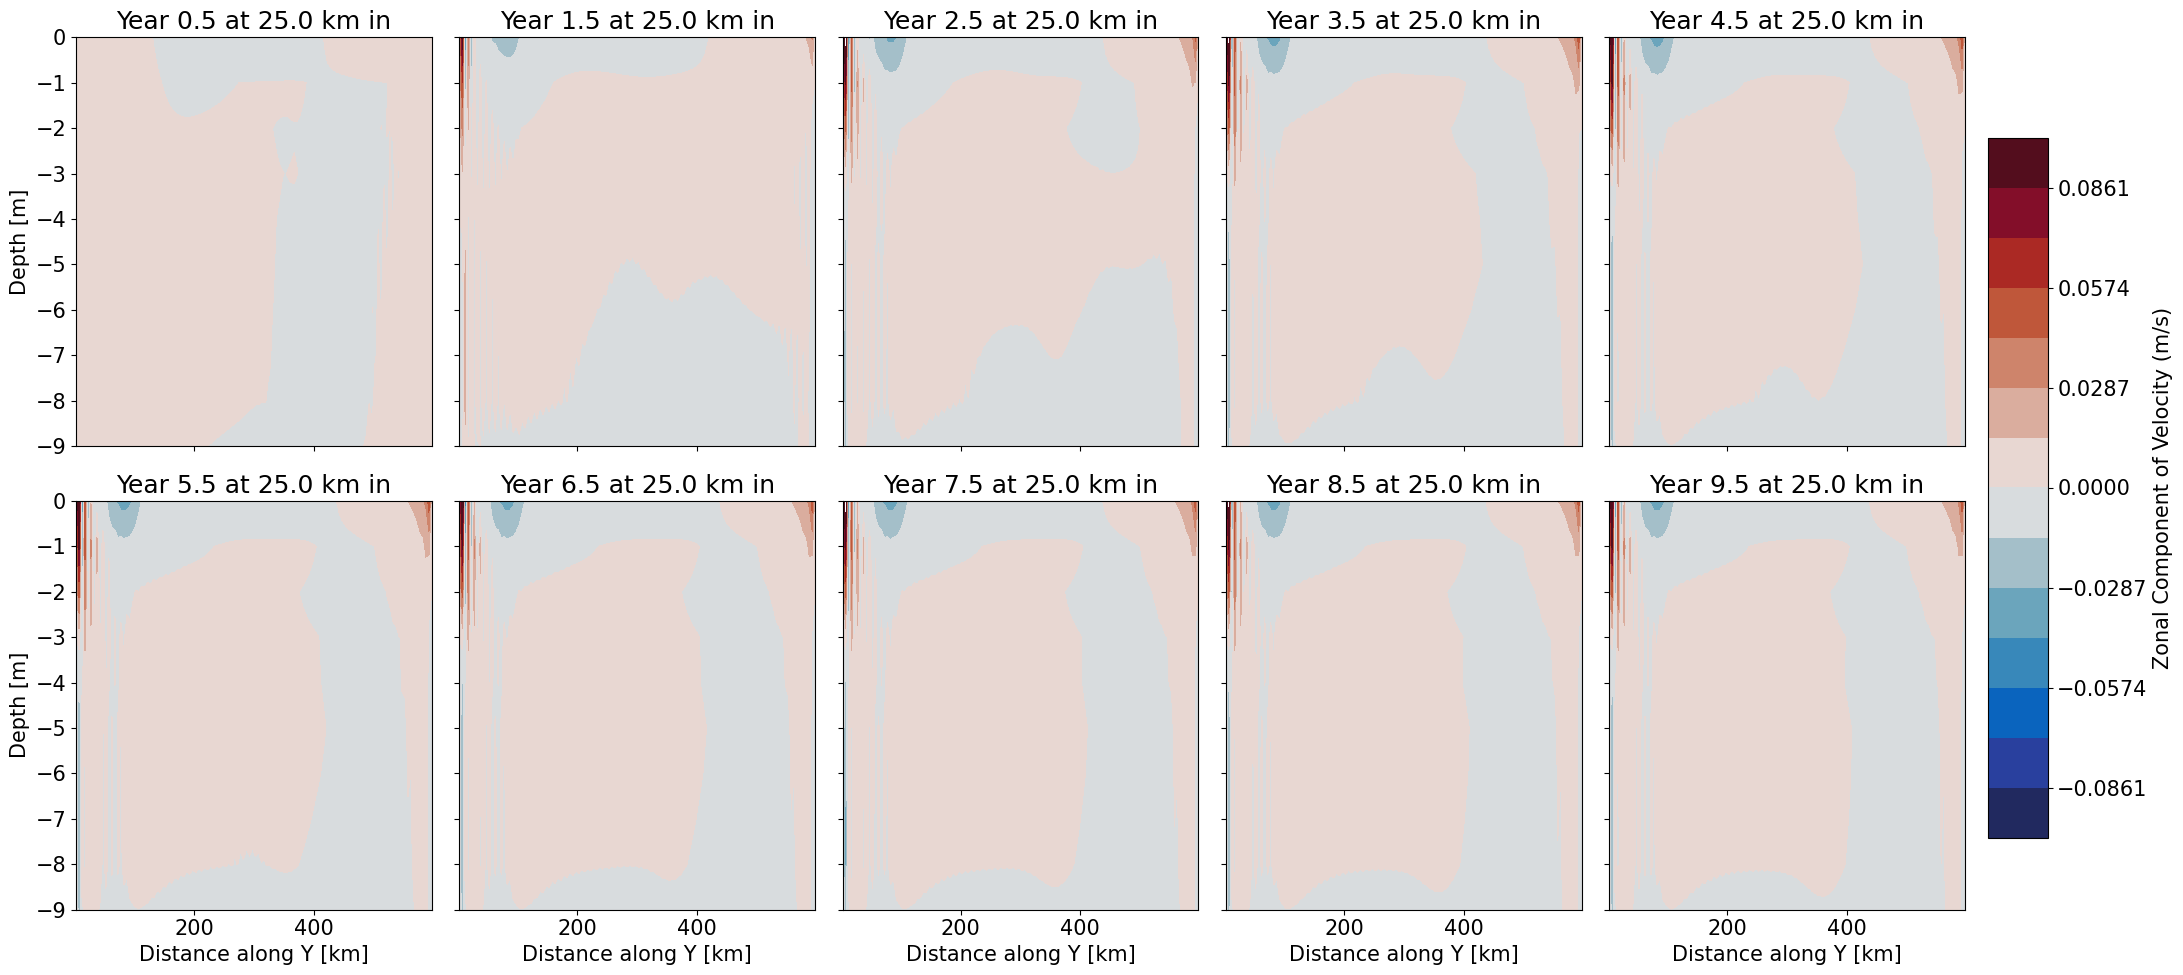 Year 0.5 at 25.0 km in
Year 1.5 at 25.0 km in
Year 2.5 at 25.0 km in
Year 3.5 at 25.0 km in
Year 4.5 at 25.0 km in
0
−1
−2
−3
−4
−5
−6
−7
−8
−9
Depth [m]
Year 5.5 at 25.0 km in
Year 6.5 at 25.0 km in
Year 7.5 at 25.0 km in
Year 8.5 at 25.0 km in
Year 9.5 at 25.0 km in
0
−1
−2
−3
−4
−5
−6
−7
−8
−9
Depth [m]
200 400
200 400
200 400
200 400
200 400
Distance along Y [km]
Distance along Y [km]
Distance along Y [km]
Distance along Y [km]
Distance along Y [km]
0.0861
0.0574
0.0287
0.0000
−0.0287
−0.0574
−0.0861
Zonal Component of Velocity (m/s)